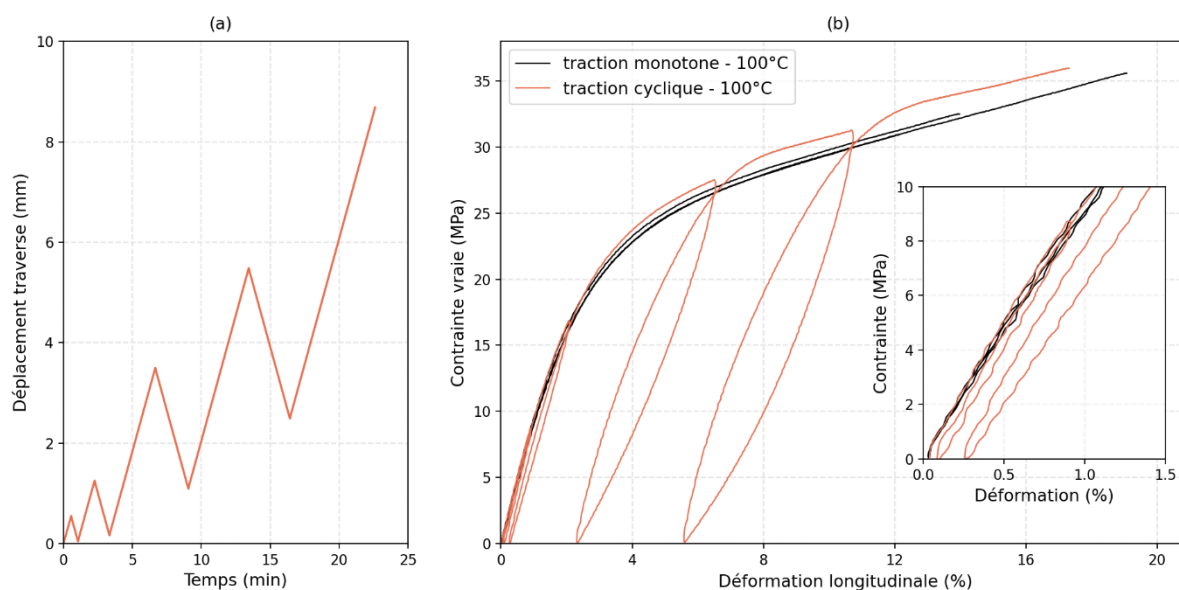 (a)
10
8
6
4
2
0
Déplacement traverse (mm)
0 5 10 15 20 25
Temps (min)
(b)
traction monotone - 100°C
traction cyclique - 100°C
35
30
25
20
15
10
5
0
Contrainte vraie (MPa)
0 4 8 12 16 20
Déformation longitudinale (%)
10
8
6
4
2
0
Contrainte (MPa)
0.0 0.5 1.0 1.5
Déformation (%)